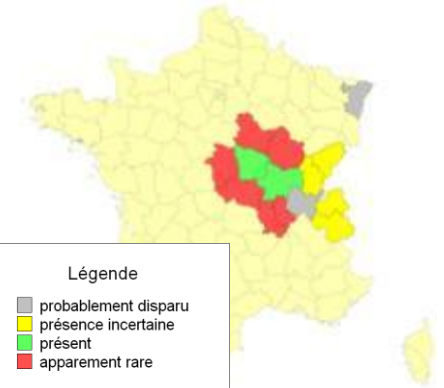 Légende
probablement disparu
présence incertaine
présent
apparement rare